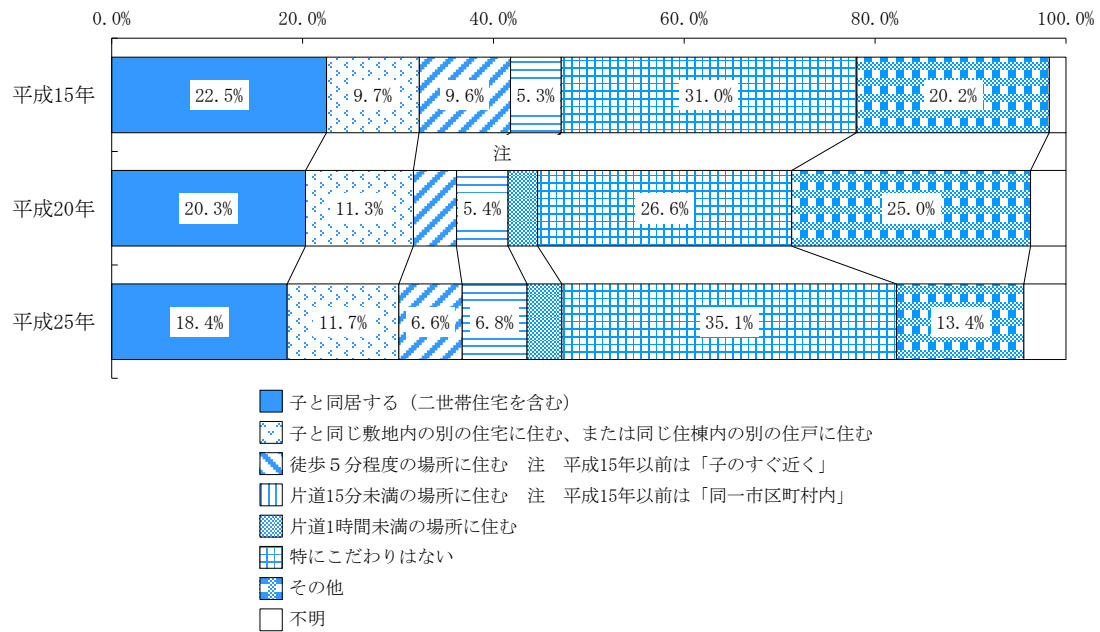 0.0% 20.0% 40.0% 60.0% 80.0% 100.0%
平成15年 22.5% 9.7% 9.6% 5.3% 31.0% 20.2%
注
平成20年 20.3% 11.3% 5.4% 26.6% 25.0%
平成25年 18.4% 11.7% 6.6% 6.8% 35.1% 13.4%
子と同居する（二世帯住宅を含む）
子と同じ敷地内の別の住宅に住む、または同じ住棟内の別の住戸に住む
徒歩５分程度の場所に住む　注　平成15年以前は「子のすぐ近く」
片道15分未満の場所に住む　注　平成15年以前は「同一市区町村内」
片道1時間未満の場所に住む
特にこだわりはない
その他
不明